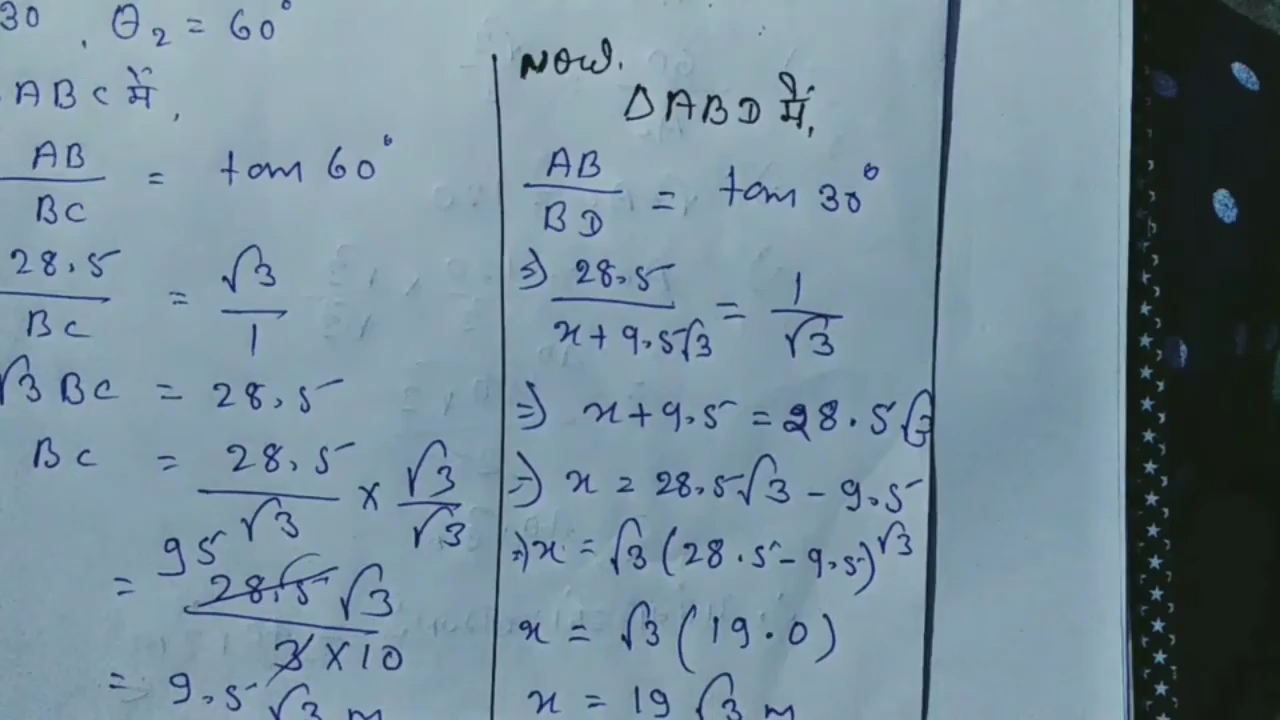 30 , θ₂ = 60°
ABC में,
AB/BC = tan 60°
28.5/BC = √3/1
√3 BC = 28.5
BC = 28.5/√3 × √3/√3
= 95 28.5 √3/3 × 10
= 9.5 √3 m
Now.
Δ ABD में,
AB/BD = tan 30°
⇒ 28.5/x + 9.5√3 = 1/√3
⇒ x + 9.5 = 28.5 √3
⇒ x = 28.5√3 - 9.5
⇒ x = √3 (28.5 - 9.5) √3
x = √3 (19.0)
x = 19 √3 m